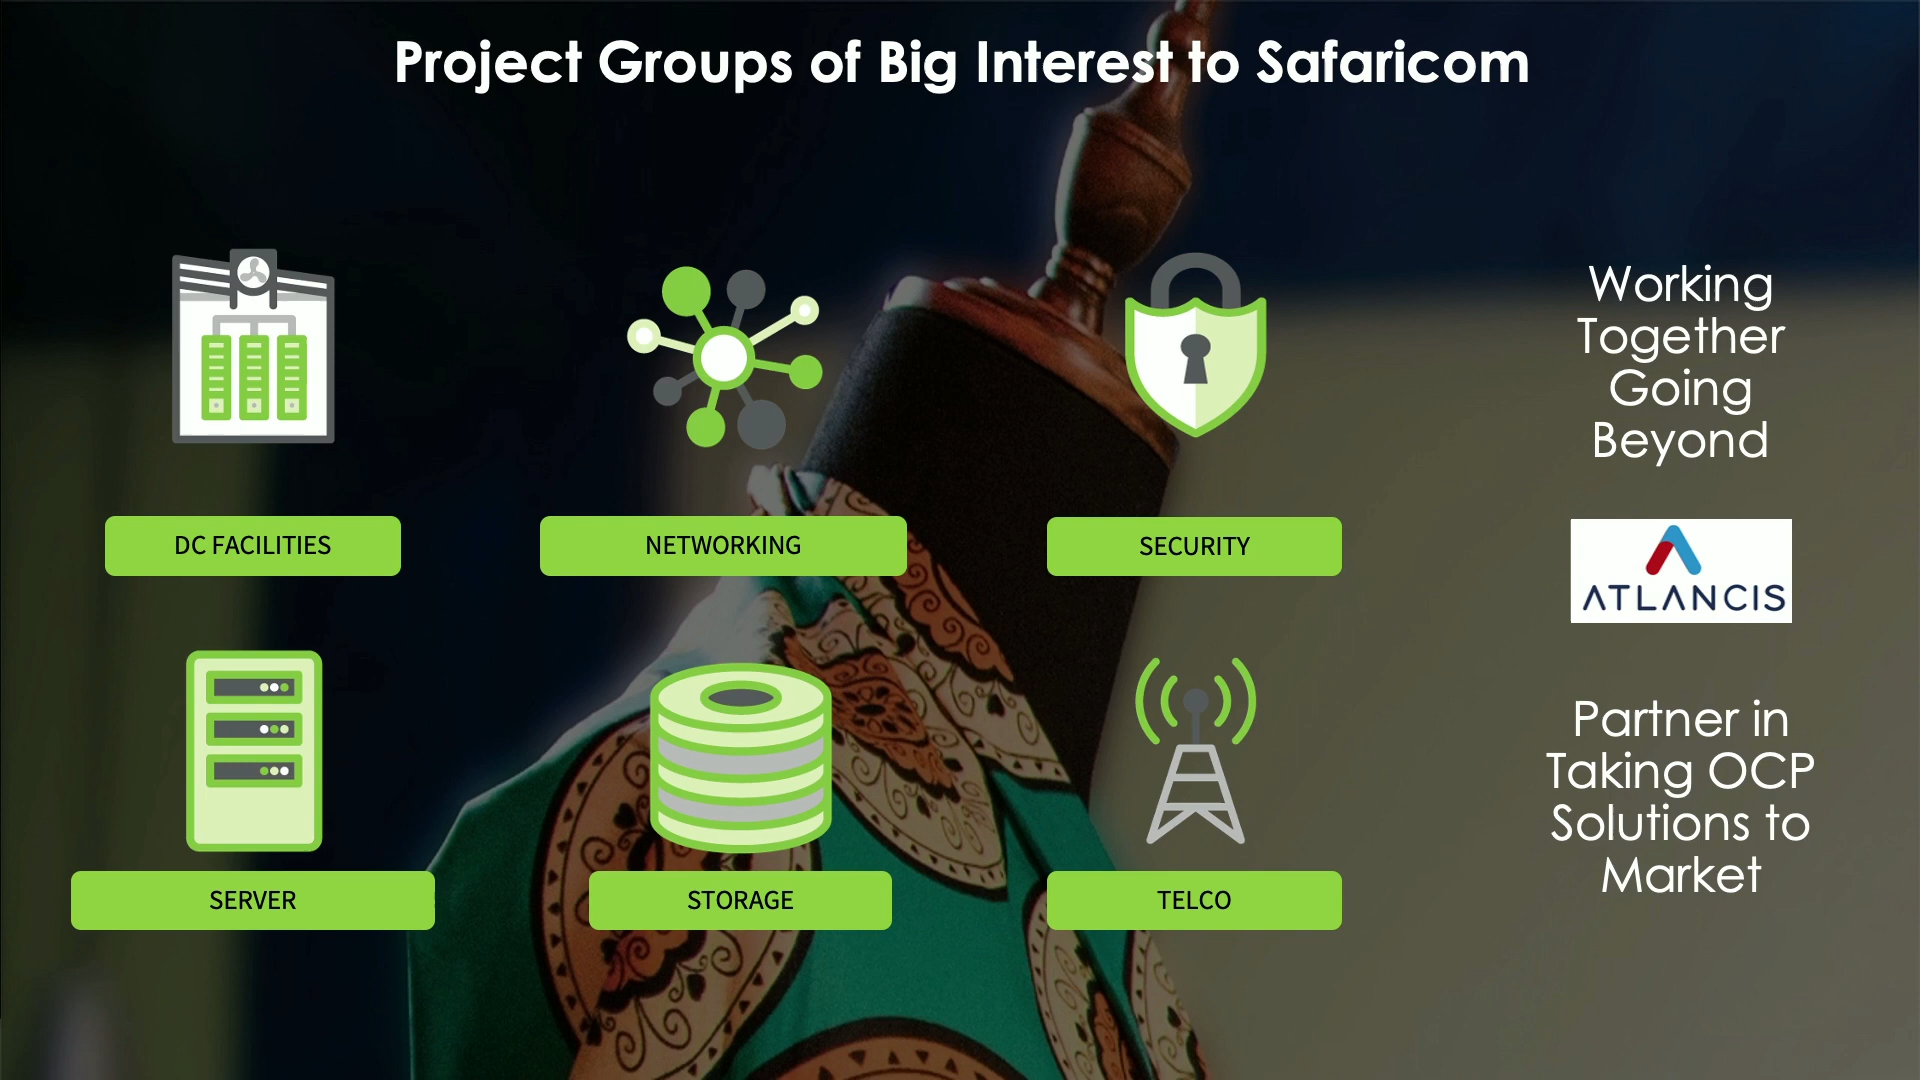 Project Groups of Big Interest to Safaricom
DC FACILITIES
NETWORKING
SECURITY
SERVER
STORAGE
TELCO
Working
Together
Going
Beyond
ATLANCIS
Partner in
Taking OCP
Solutions to
Market